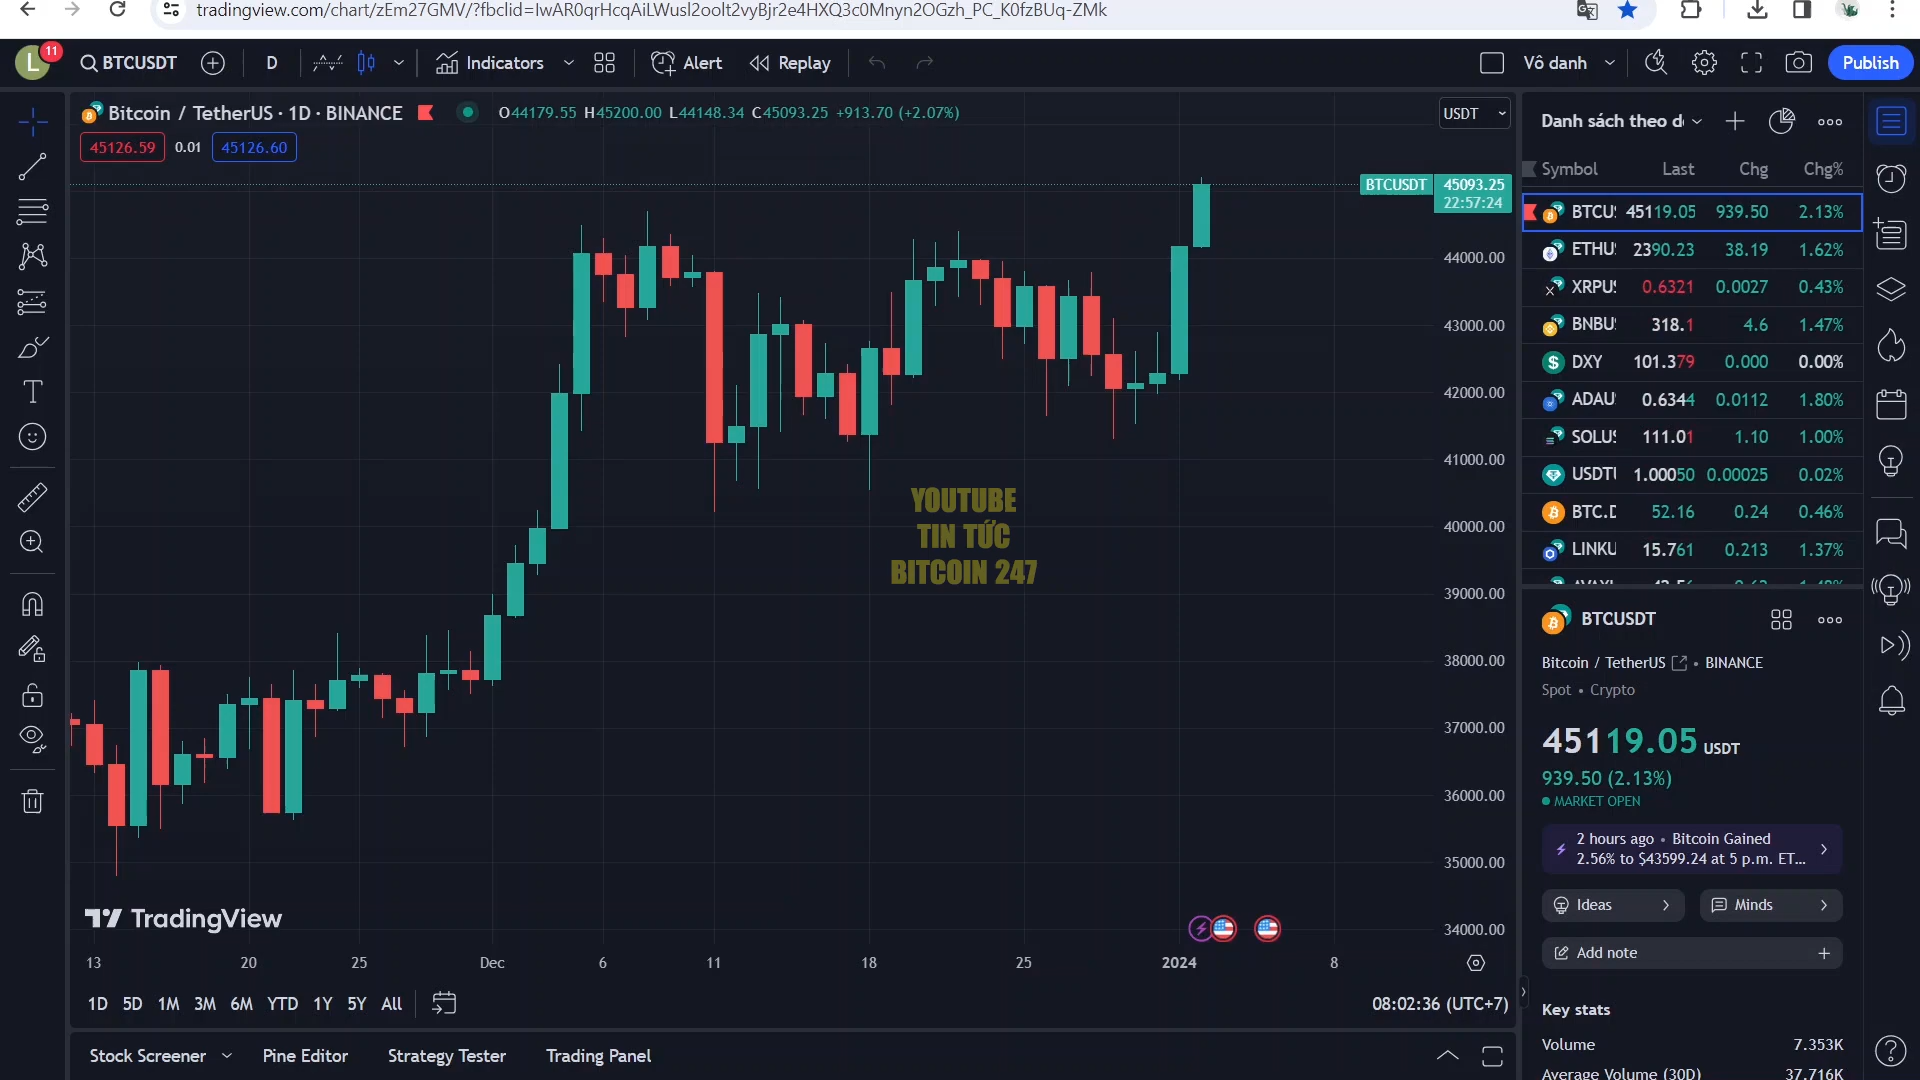 tradingview.com/chart/zEm27GMV/?fbclid=IwAR0qrHcqAiLWusl2oolt2vyBjr2e4HXQ3c0Mnyn2OGzh_PC_K0fzBUq-ZMk
L 11 BTCUSDT D Indicators Alert Replay Vô danh Publish
Bitcoin / TetherUS · 1D · BINANCE O44179.55 H45200.00 L44148.34 C45093.25 +913.70 (+2.07%) USDT
45126.59 0.01 45126.60
BTCUSDT 45093.25
22:57:24
44000.00
43000.00
42000.00
41000.00
40000.00
39000.00
38000.00
37000.00
36000.00
35000.00
34000.00
YOUTUBE
TIN TỨC
BITCOIN 247
TradingView
13 20 25 Dec 6 11 18 25 2024 8
1D 5D 1M 3M 6M YTD 1Y 5Y All 08:02:36 (UTC+7)
Stock Screener Pine Editor Strategy Tester Trading Panel
Danh sách theo
Symbol Last Chg Chg%
BTCU 45119.05 939.50 2.13%
ETHU 2390.23 38.19 1.62%
XRPU 0.6321 0.0027 0.43%
BNBU 318.1 4.6 1.47%
DXY 101.379 0.000 0.00%
ADAU 0.6344 0.0112 1.80%
SOLU 111.01 1.10 1.00%
USDT 1.00050 0.00025 0.02%
BTC.D 52.16 0.24 0.46%
LINKU 15.761 0.213 1.37%
BTCUSDT
Bitcoin / TetherUS • BINANCE
Spot • Crypto
45119.05 USDT
939.50 (2.13%)
MARKET OPEN
2 hours ago • Bitcoin Gained
2.56% to $43599.24 at 5 p.m. ET...
Ideas Minds
Add note
Key stats
Volume 7.353K
Average Volume (30D) 37.716K